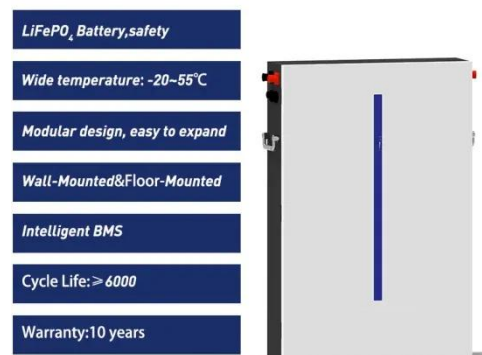 LiFePO₄ Battery,safety
Wide temperature: -20~55℃
Modular design, easy to expand
Wall-Mounted&Floor-Mounted
Intelligent BMS
Cycle Life:≥6000
Warranty:10 years